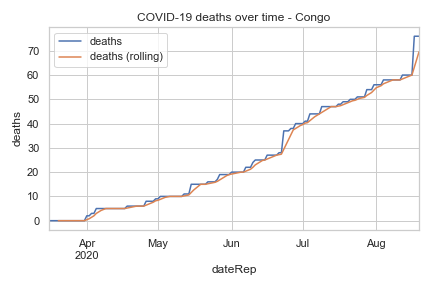 COVID-19 deaths over time - Congo
deaths
deaths (rolling)
70
60
50
40
30
20
10
0
deaths
Apr
2020
May
Jun
Jul
Aug
dateRep